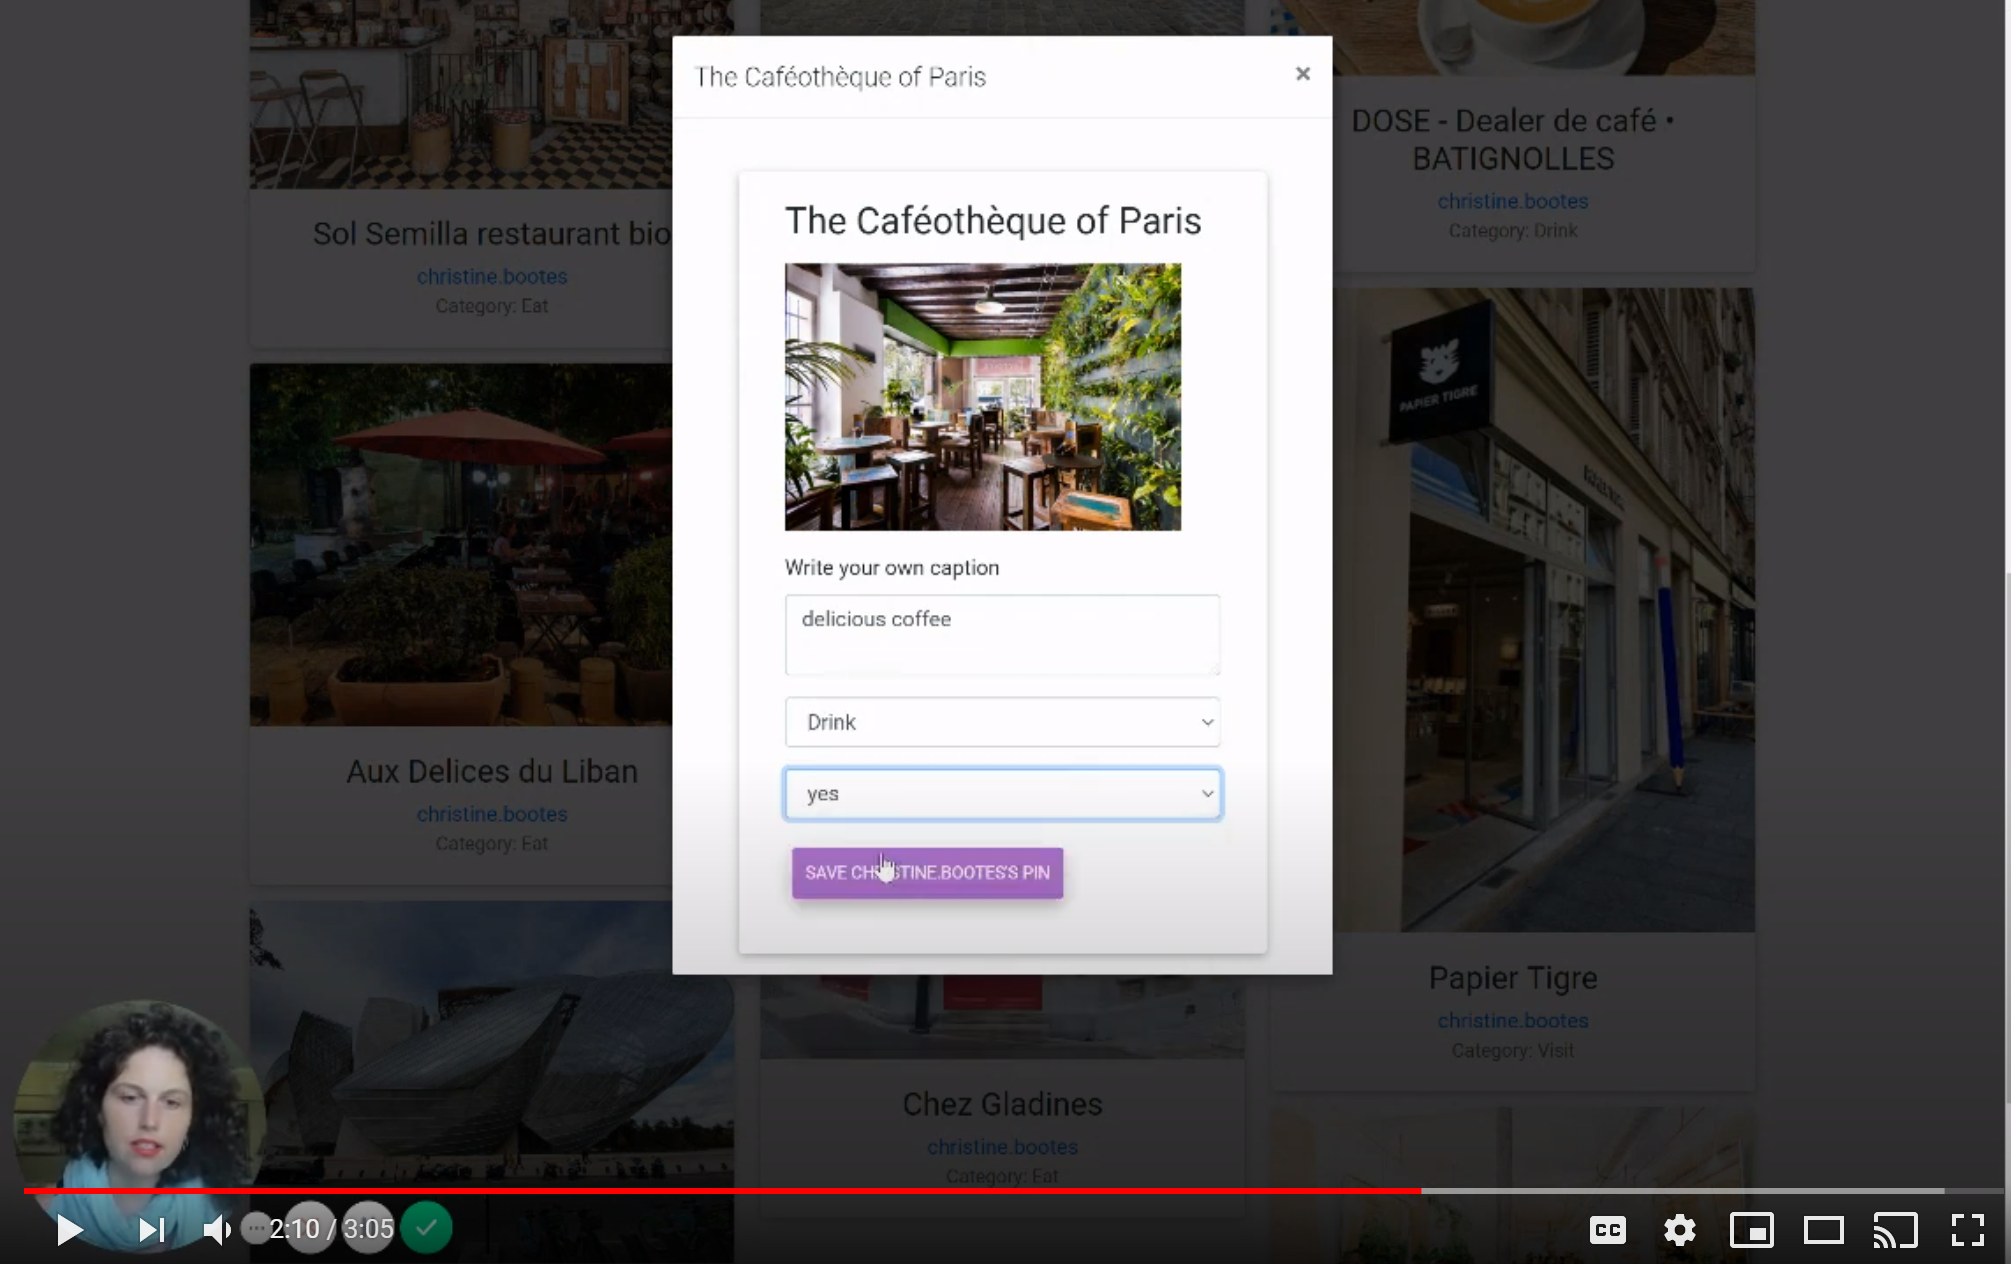 The Caféothèque of Paris
×
The Caféothèque of Paris
Write your own caption
delicious coffee
Drink
yes
SAVE CHRISTINE.BOOTES'S PIN
Sol Semilla restaurant bio
christine.bootes
Category: Eat
Aux Delices du Liban
christine.bootes
Category: Eat
Chez Gladines
christine.bootes
Category: Eat
DOSE - Dealer de café •
BATIGNOLLES
christine.bootes
Category: Drink
PAPIER TIGRE
Papier Tigre
christine.bootes
Category: Visit
2:10 / 3:05
CC